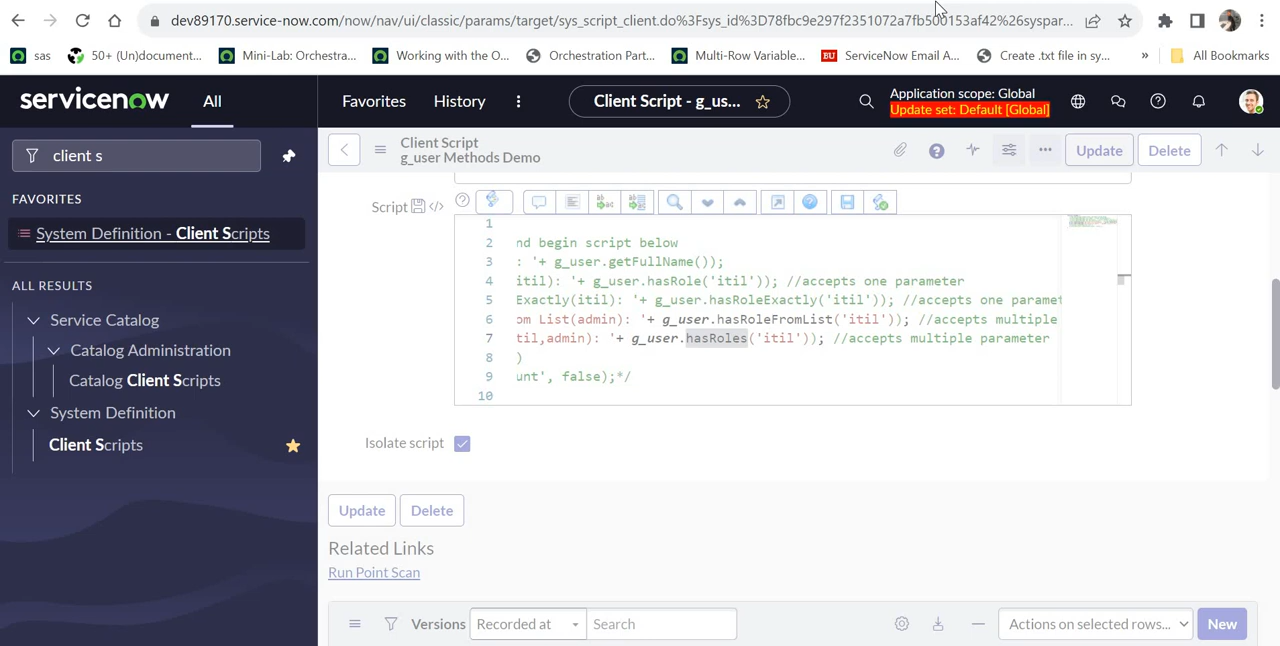 dev89170.service-now.com/now/nav/ui/classic/params/target/sys_script_client.do%3Fsys_id%3D78fbc9e297f2351072a7fb500153af42%26syspar...
sas
50+ (Un)document...
Mini-Lab: Orchestra...
Working with the O...
Orchestration Part...
Multi-Row Variable...
BU
ServiceNow Email A...
Create .txt file in sy...
»
All Bookmarks
servicenow
All
Favorites
History
Client Script - g_us...
Application scope: Global
Update set: Default [Global]
client s
Client Script
g_user Methods Demo
Update
Delete
FAVORITES
System Definition - Client Scripts
ALL RESULTS
Service Catalog
Catalog Administration
Catalog Client Scripts
System Definition
Client Scripts
Script
1
2 nd begin script below
3 : '+ g_user.getFullName());
4 itil): '+ g_user.hasRole('itil')); //accepts one parameter
5 Exactly(itil): '+ g_user.hasRoleExactly('itil')); //accepts one paramet
6 om List(admin): '+ g_user.hasRoleFromList('itil')); //accepts multiple
7 til,admin): '+ g_user.hasRoles('itil')); //accepts multiple parameter
8 )
9 unt', false);*/
10
Isolate script
Update
Delete
Related Links
Run Point Scan
Versions
Recorded at
Search
Actions on selected rows...
New